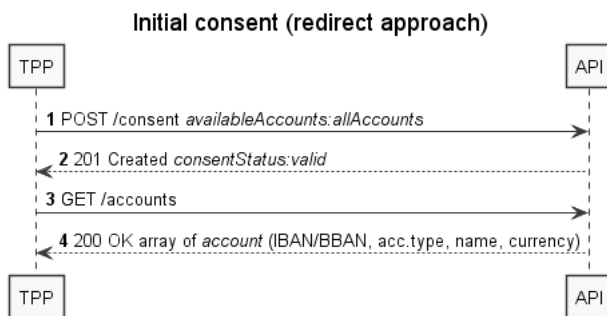 Initial consent (redirect approach)
TPP API
1 POST /consent availableAccounts:allAccounts
2 201 Created consentStatus:valid
3 GET /accounts
4 200 OK array of account (IBAN/BBAN, acc.type, name, currency)
TPP API